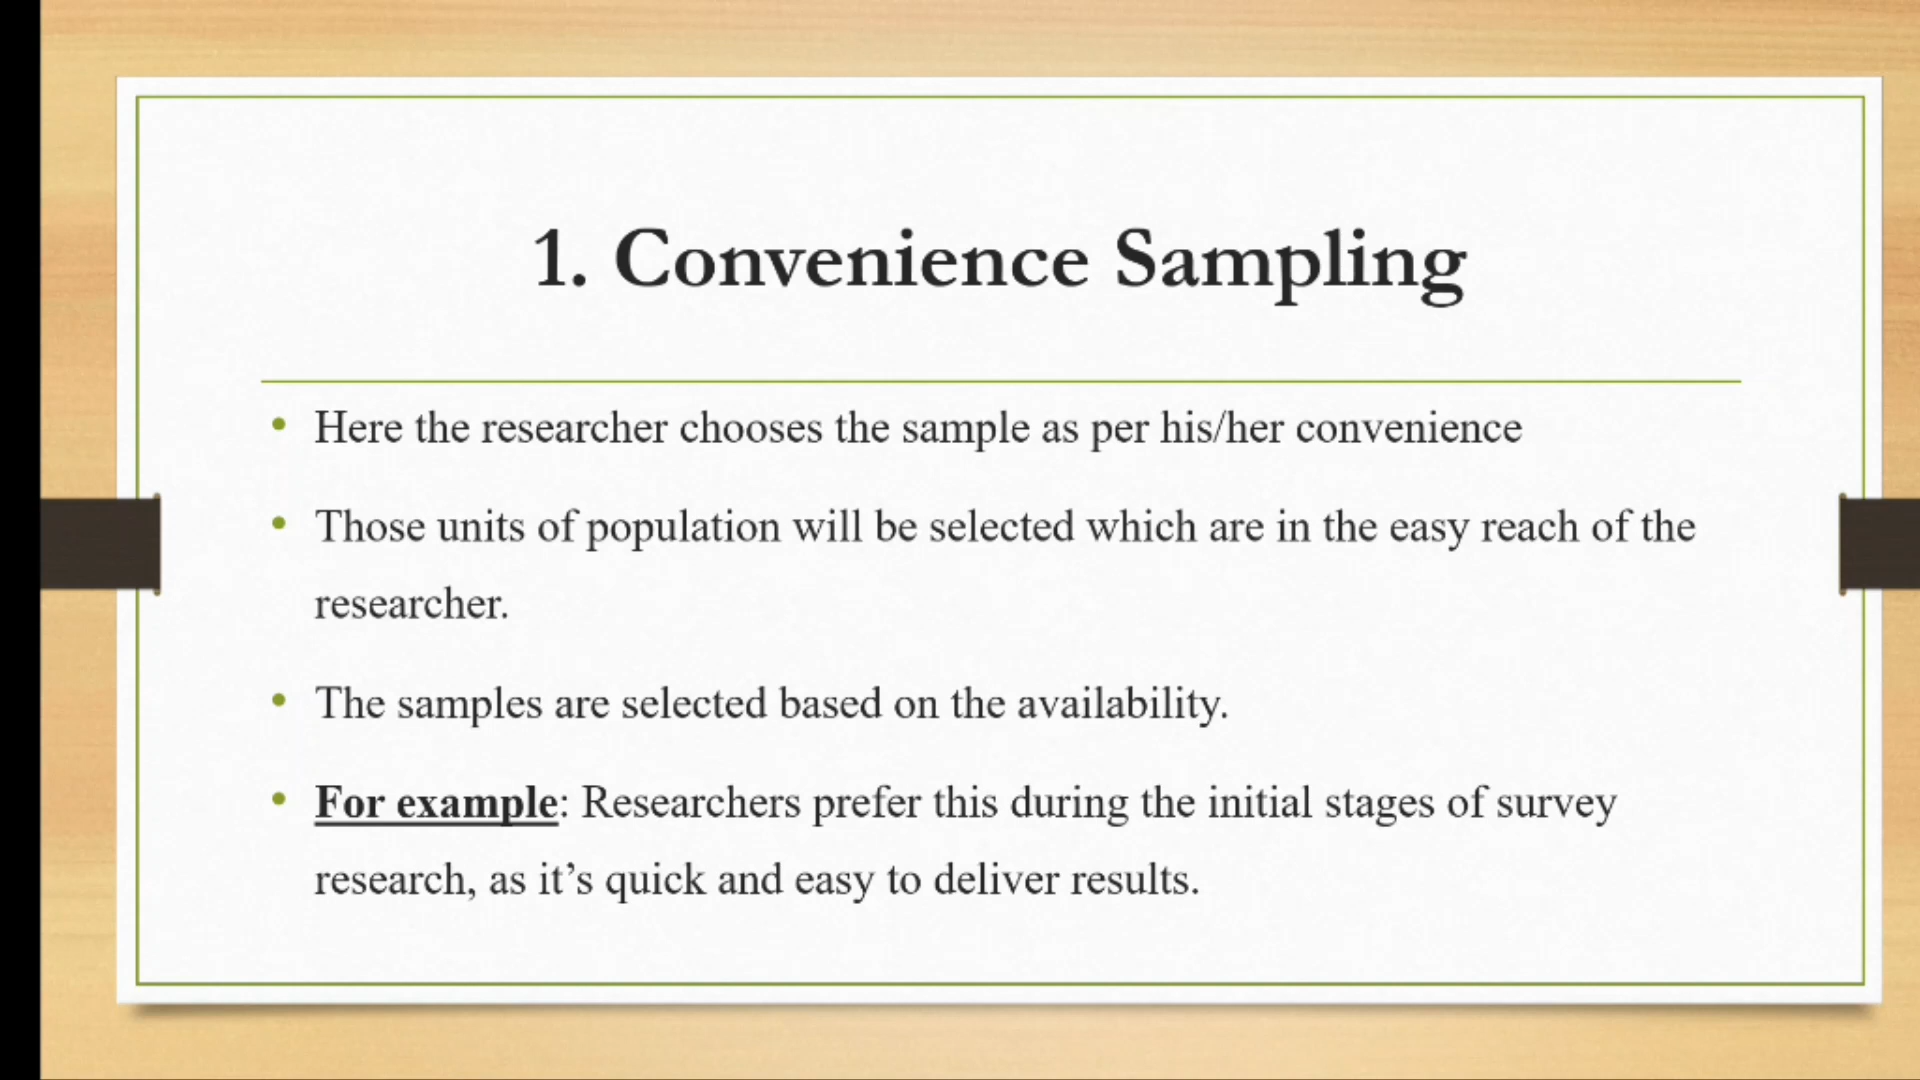 1. Convenience Sampling
• Here the researcher chooses the sample as per his/her convenience
• Those units of population will be selected which are in the easy reach of the
researcher.
• The samples are selected based on the availability.
• For example: Researchers prefer this during the initial stages of survey
research, as it’s quick and easy to deliver results.